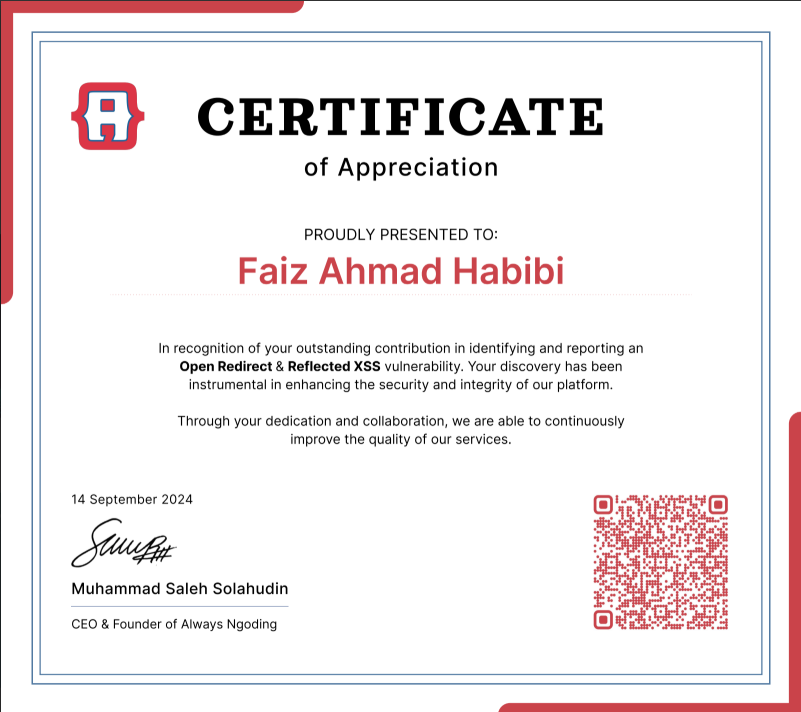 CERTIFICATE
of Appreciation
PROUDLY PRESENTED TO:
Faiz Ahmad Habibi
In recognition of your outstanding contribution in identifying and reporting an
Open Redirect & Reflected XSS vulnerability. Your discovery has been
instrumental in enhancing the security and integrity of our platform.
Through your dedication and collaboration, we are able to continuously
improve the quality of our services.
14 September 2024
Muhammad Saleh Solahudin
CEO & Founder of Always Ngoding